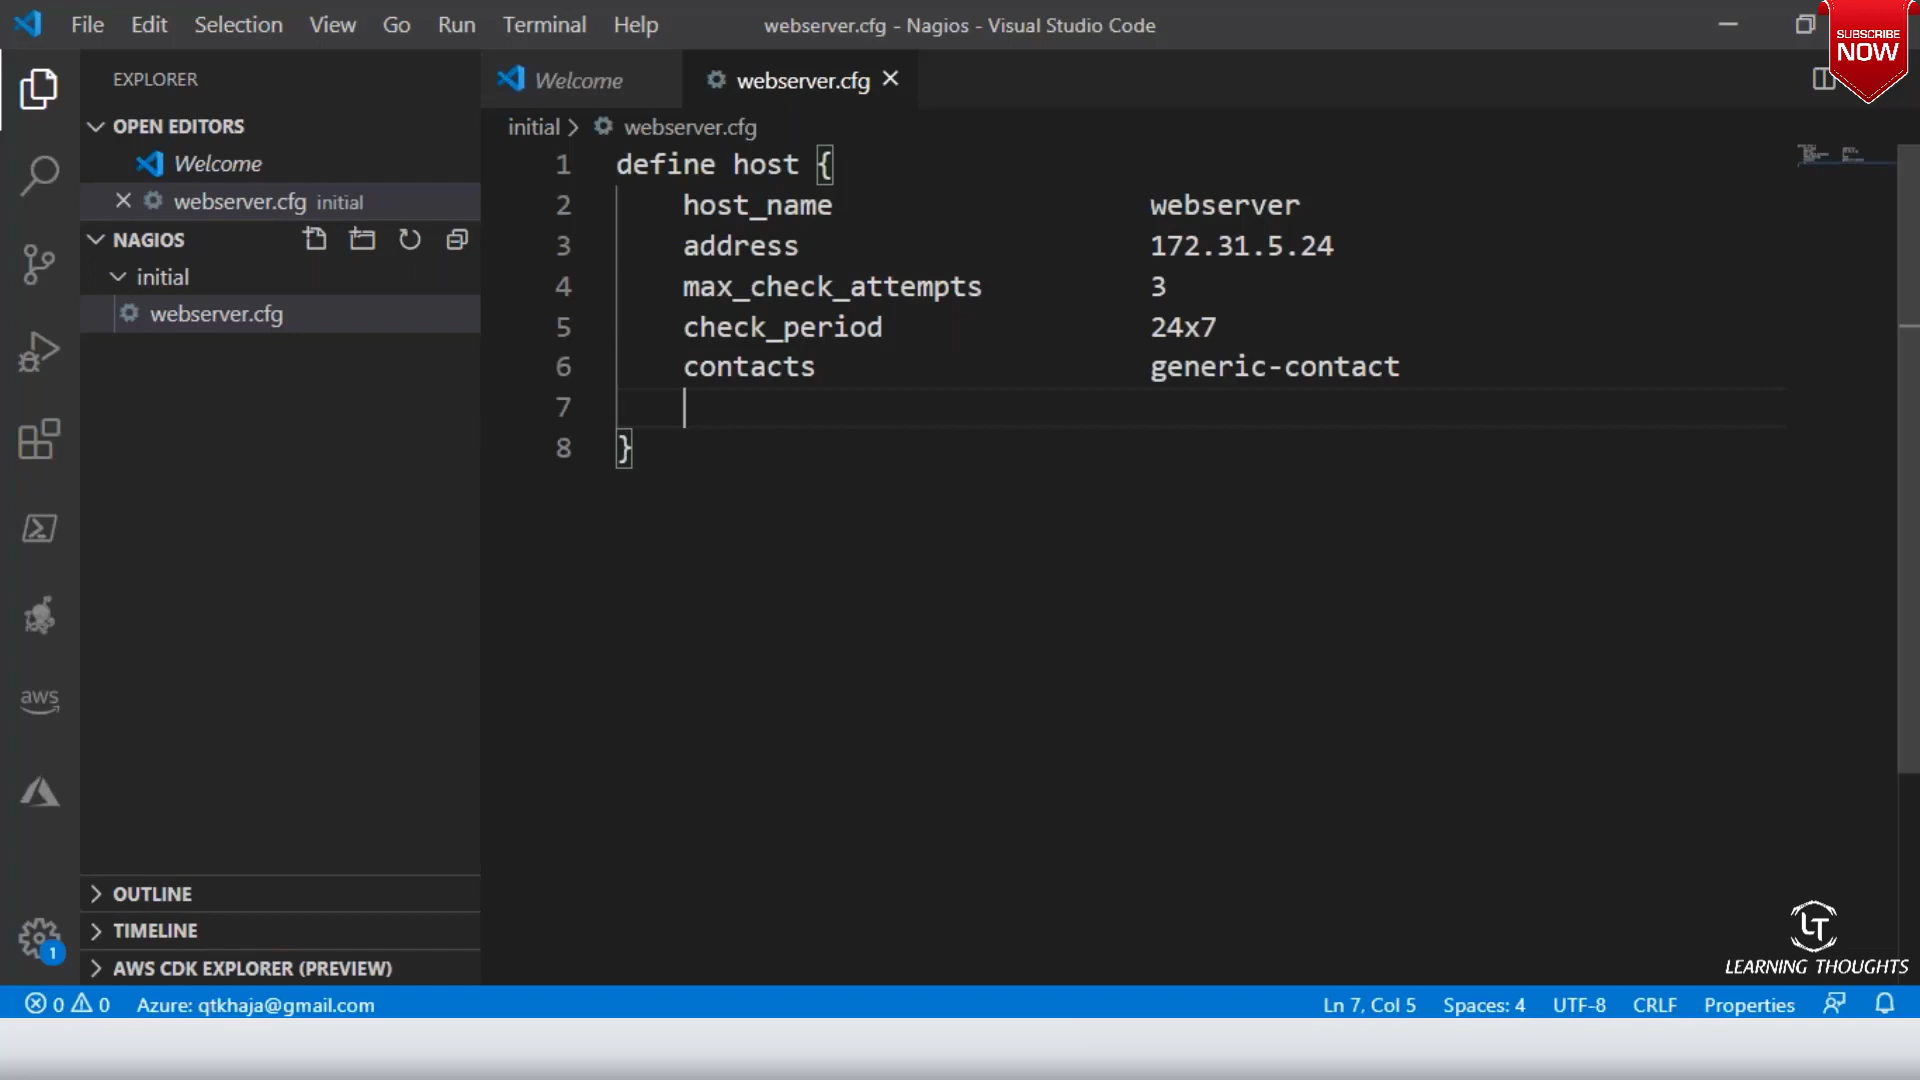 File Edit Selection View Go Run Terminal Help webserver.cfg - Nagios - Visual Studio Code
SUBSCRIBE
NOW
EXPLORER
Welcome webserver.cfg
OPEN EDITORS
Welcome
webserver.cfg initial
NAGIOS
initial
webserver.cfg
initial > webserver.cfg
1 define host {
2 host_name webserver
3 address 172.31.5.24
4 max_check_attempts 3
5 check_period 24x7
6 contacts generic-contact
7
8 }
aws
OUTLINE
TIMELINE
1
AWS CDK EXPLORER (PREVIEW)
LT
LEARNING THOUGHTS
0 0 Azure: qtkhaja@gmail.com Ln 7, Col 5 Spaces: 4 UTF-8 CRLF Properties